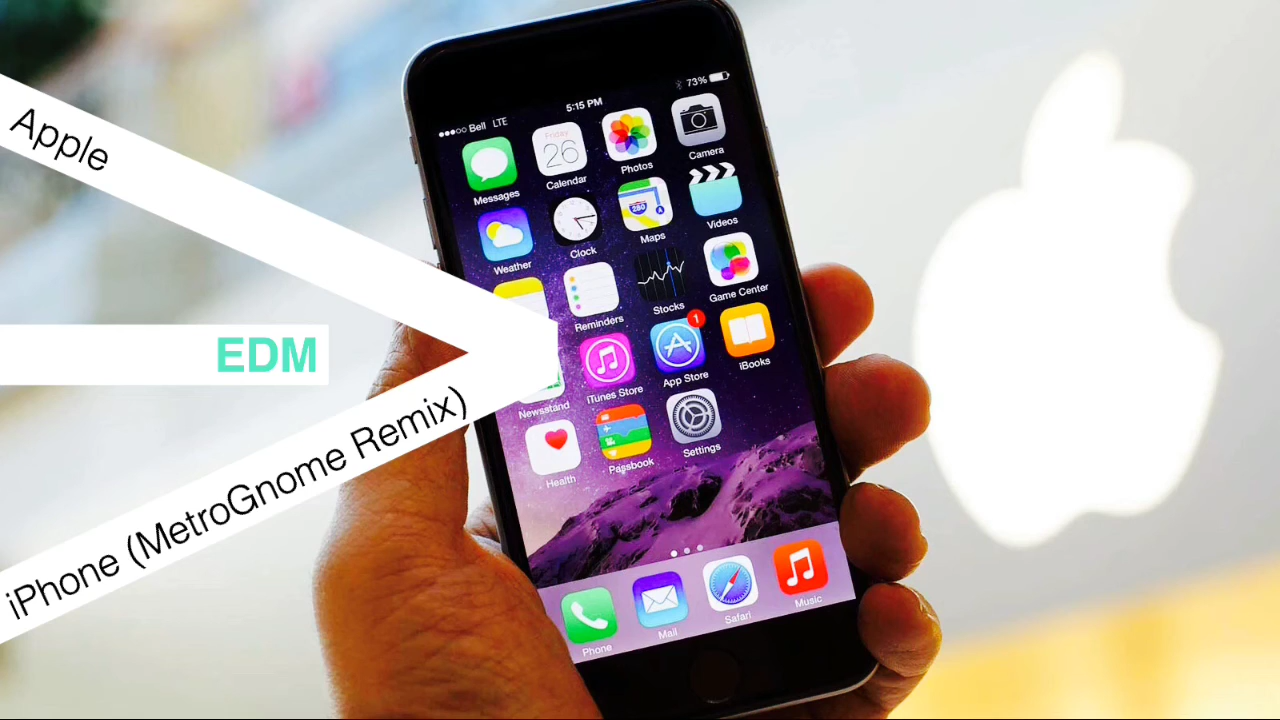 Apple
EDM
iPhone (MetroGnome Remix)
Bell LTE
5:15 PM
73%
Messages
Friday
26
Calendar
Photos
Camera
Weather
Clock
280
Maps
Videos
Reminders
Stocks
Game Center
Newsstand
iTunes Store
1
App Store
iBooks
Health
Passbook
Settings
Phone
Mail
Safari
Music